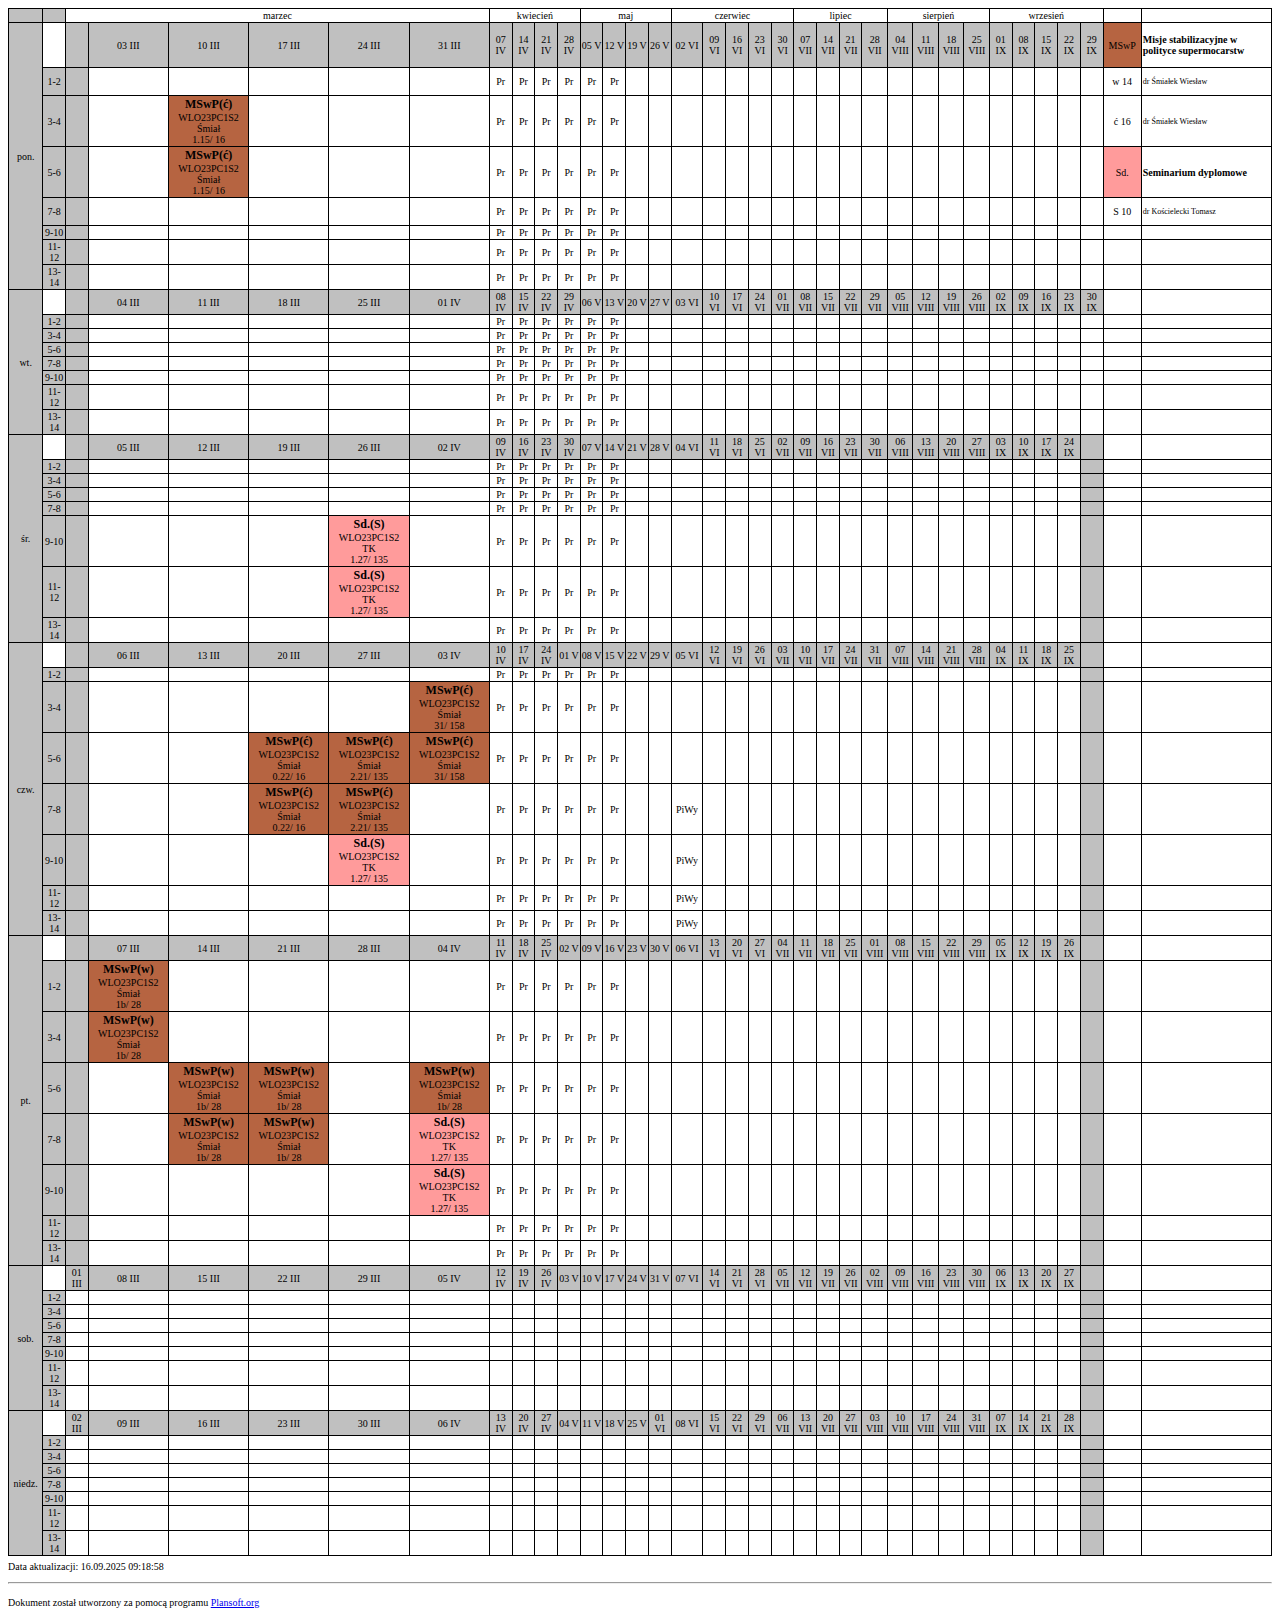 marzec kwiecień maj czerwiec lipiec sierpień wrzesień
pon. 03 III 10 III 17 III 24 III 31 III 07 IV 14 IV 21 IV 28 IV 05 V 12 V 19 V 26 V 02 VI 09 VI 16 VI 23 VI 30 VI 07 VII 14 VII 21 VII 28 VII 04 VIII 11 VIII 18 VIII 25 VIII 01 IX 08 IX 15 IX 22 IX 29 IX MSwP Misje stabilizacyjne w polityce supermocarstw
1-2 Pr Pr Pr Pr Pr Pr w 14 dr Śmiałek Wiesław
3-4 MSwP(ć) WLO23PC1S2 Śmiał 1.15/ 16 Pr Pr Pr Pr Pr Pr ć 16 dr Śmiałek Wiesław
5-6 MSwP(ć) WLO23PC1S2 Śmiał 1.15/ 16 Pr Pr Pr Pr Pr Pr Sd. Seminarium dyplomowe
7-8 Pr Pr Pr Pr Pr Pr S 10 dr Kościelecki Tomasz
9-10 Pr Pr Pr Pr Pr Pr
11-12 Pr Pr Pr Pr Pr Pr
13-14 Pr Pr Pr Pr Pr Pr
wt. 04 III 11 III 18 III 25 III 01 IV 08 IV 15 IV 22 IV 29 IV 06 V 13 V 20 V 27 V 03 VI 10 VI 17 VI 24 VI 01 VII 08 VII 15 VII 22 VII 29 VII 05 VIII 12 VIII 19 VIII 26 VIII 02 IX 09 IX 16 IX 23 IX 30 IX
1-2 Pr Pr Pr Pr Pr Pr
3-4 Pr Pr Pr Pr Pr Pr
5-6 Pr Pr Pr Pr Pr Pr
7-8 Pr Pr Pr Pr Pr Pr
9-10 Pr Pr Pr Pr Pr Pr
11-12 Pr Pr Pr Pr Pr Pr
13-14 Pr Pr Pr Pr Pr Pr
śr. 05 III 12 III 19 III 26 III 02 IV 09 IV 16 IV 23 IV 30 IV 07 V 14 V 21 V 28 V 04 VI 11 VI 18 VI 25 VI 02 VII 09 VII 16 VII 23 VII 30 VII 06 VIII 13 VIII 20 VIII 27 VIII 03 IX 10 IX 17 IX 24 IX
1-2 Pr Pr Pr Pr Pr Pr
3-4 Pr Pr Pr Pr Pr Pr
5-6 Pr Pr Pr Pr Pr Pr
7-8 Pr Pr Pr Pr Pr Pr
9-10 Sd.(S) WLO23PC1S2 TK 1.27/ 135 Pr Pr Pr Pr Pr Pr
11-12 Sd.(S) WLO23PC1S2 TK 1.27/ 135 Pr Pr Pr Pr Pr Pr
13-14 Pr Pr Pr Pr Pr Pr
czw. 06 III 13 III 20 III 27 III 03 IV 10 IV 17 IV 24 IV 01 V 08 V 15 V 22 V 29 V 05 VI 12 VI 19 VI 26 VI 03 VII 10 VII 17 VII 24 VII 31 VII 07 VIII 14 VIII 21 VIII 28 VIII 04 IX 11 IX 18 IX 25 IX
1-2 Pr Pr Pr Pr Pr Pr
3-4 MSwP(ć) WLO23PC1S2 Śmiał 31/ 158 Pr Pr Pr Pr Pr Pr
5-6 MSwP(ć) WLO23PC1S2 Śmiał 0.22/ 16 MSwP(ć) WLO23PC1S2 Śmiał 2.21/ 135 MSwP(ć) WLO23PC1S2 Śmiał 31/ 158 Pr Pr Pr Pr Pr Pr
7-8 MSwP(ć) WLO23PC1S2 Śmiał 0.22/ 16 MSwP(ć) WLO23PC1S2 Śmiał 2.21/ 135 Pr Pr Pr Pr Pr Pr PiWy
9-10 Sd.(S) WLO23PC1S2 TK 1.27/ 135 Pr Pr Pr Pr Pr Pr PiWy
11-12 Pr Pr Pr Pr Pr Pr PiWy
13-14 Pr Pr Pr Pr Pr Pr PiWy
pt. 07 III 14 III 21 III 28 III 04 IV 11 IV 18 IV 25 IV 02 V 09 V 16 V 23 V 30 V 06 VI 13 VI 20 VI 27 VI 04 VII 11 VII 18 VII 25 VII 01 VIII 08 VIII 15 VIII 22 VIII 29 VIII 05 IX 12 IX 19 IX 26 IX
1-2 MSwP(w) WLO23PC1S2 Śmiał 1b/ 28 Pr Pr Pr Pr Pr Pr
3-4 MSwP(w) WLO23PC1S2 Śmiał 1b/ 28 Pr Pr Pr Pr Pr Pr
5-6 MSwP(w) WLO23PC1S2 Śmiał 1b/ 28 MSwP(w) WLO23PC1S2 Śmiał 1b/ 28 MSwP(w) WLO23PC1S2 Śmiał 1b/ 28 Pr Pr Pr Pr Pr Pr
7-8 MSwP(w) WLO23PC1S2 Śmiał 1b/ 28 MSwP(w) WLO23PC1S2 Śmiał 1b/ 28 Sd.(S) WLO23PC1S2 TK 1.27/ 135 Pr Pr Pr Pr Pr Pr
9-10 Sd.(S) WLO23PC1S2 TK 1.27/ 135 Pr Pr Pr Pr Pr Pr
11-12 Pr Pr Pr Pr Pr Pr
13-14 Pr Pr Pr Pr Pr Pr
sob. 01 III 08 III 15 III 22 III 29 III 05 IV 12 IV 19 IV 26 IV 03 V 10 V 17 V 24 V 31 V 07 VI 14 VI 21 VI 28 VI 05 VII 12 VII 19 VII 26 VII 02 VIII 09 VIII 16 VIII 23 VIII 30 VIII 06 IX 13 IX 20 IX 27 IX
1-2
3-4
5-6
7-8
9-10
11-12
13-14
niedz. 02 III 09 III 16 III 23 III 30 III 06 IV 13 IV 20 IV 27 IV 04 V 11 V 18 V 25 V 01 VI 08 VI 15 VI 22 VI 29 VI 06 VII 13 VII 20 VII 27 VII 03 VIII 10 VIII 17 VIII 24 VIII 31 VIII 07 IX 14 IX 21 IX 28 IX
1-2
3-4
5-6
7-8
9-10
11-12
13-14
Data aktualizacji: 16.09.2025 09:18:58
Dokument został utworzony za pomocą programu Plansoft.org